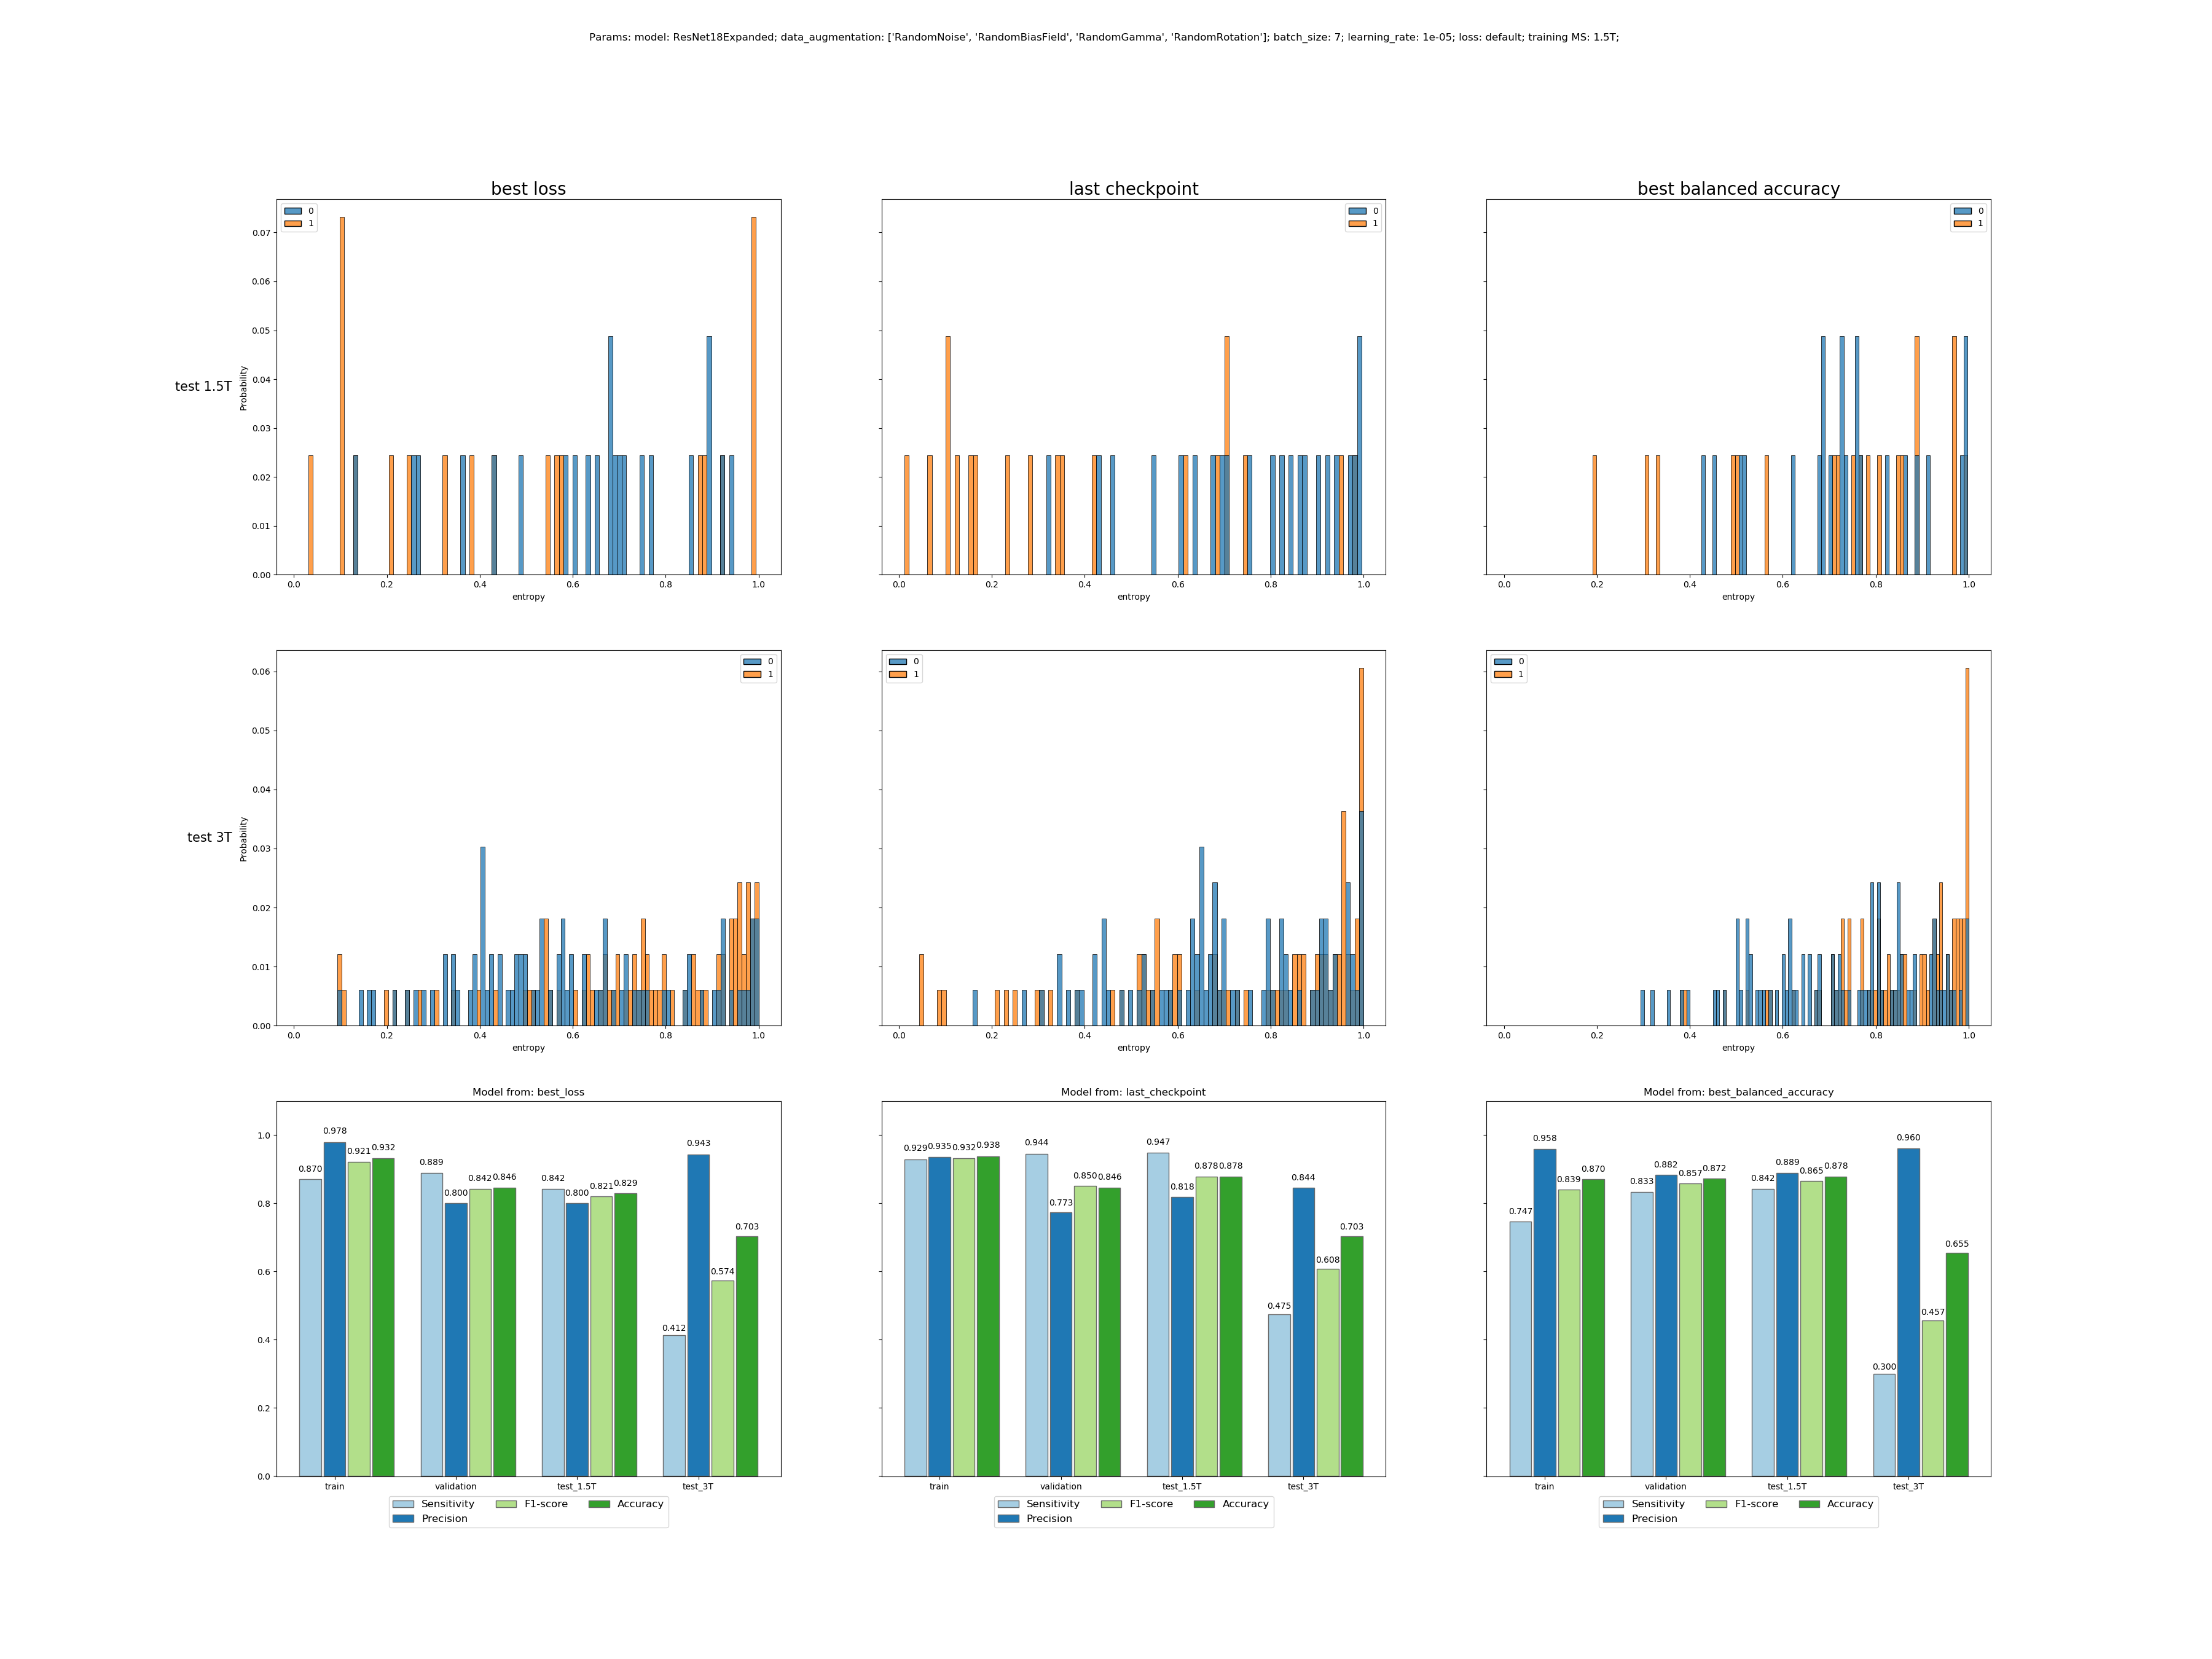 Params: model: ResNet18Expanded; data_augmentation: ['RandomNoise', 'RandomBiasField', 'RandomGamma', 'RandomRotation']; batch_size: 7; learning_rate: 1e-05; loss: default; training MS: 1.5T;
best loss
last checkpoint
best balanced accuracy
test 1.5T
Probability
0.07
0.06
0.05
0.04
0.03
0.02
0.01
0.00
0
1
0.0 0.2 0.4 0.6 0.8 1.0
entropy
0
1
0.0 0.2 0.4 0.6 0.8 1.0
entropy
0
1
0.0 0.2 0.4 0.6 0.8 1.0
entropy
test 3T
Probability
0.06
0.05
0.04
0.03
0.02
0.01
0.00
0
1
0.0 0.2 0.4 0.6 0.8 1.0
entropy
0
1
0.0 0.2 0.4 0.6 0.8 1.0
entropy
0
1
0.0 0.2 0.4 0.6 0.8 1.0
entropy
Model from: best_loss
1.0
0.8
0.6
0.4
0.2
0.0
0.870 0.978 0.921 0.932
0.889 0.800 0.842 0.846
0.842 0.800 0.821 0.829
0.412 0.943 0.574 0.703
train validation test_1.5T test_3T
Sensitivity F1-score Accuracy
Precision
Model from: last_checkpoint
0.929 0.935 0.932 0.938
0.944 0.773 0.850 0.846
0.947 0.818 0.878 0.878
0.475 0.844 0.608 0.703
train validation test_1.5T test_3T
Sensitivity F1-score Accuracy
Precision
Model from: best_balanced_accuracy
0.747 0.958 0.839 0.870
0.833 0.882 0.857 0.872
0.842 0.889 0.865 0.878
0.300 0.960 0.457 0.655
train validation test_1.5T test_3T
Sensitivity F1-score Accuracy
Precision